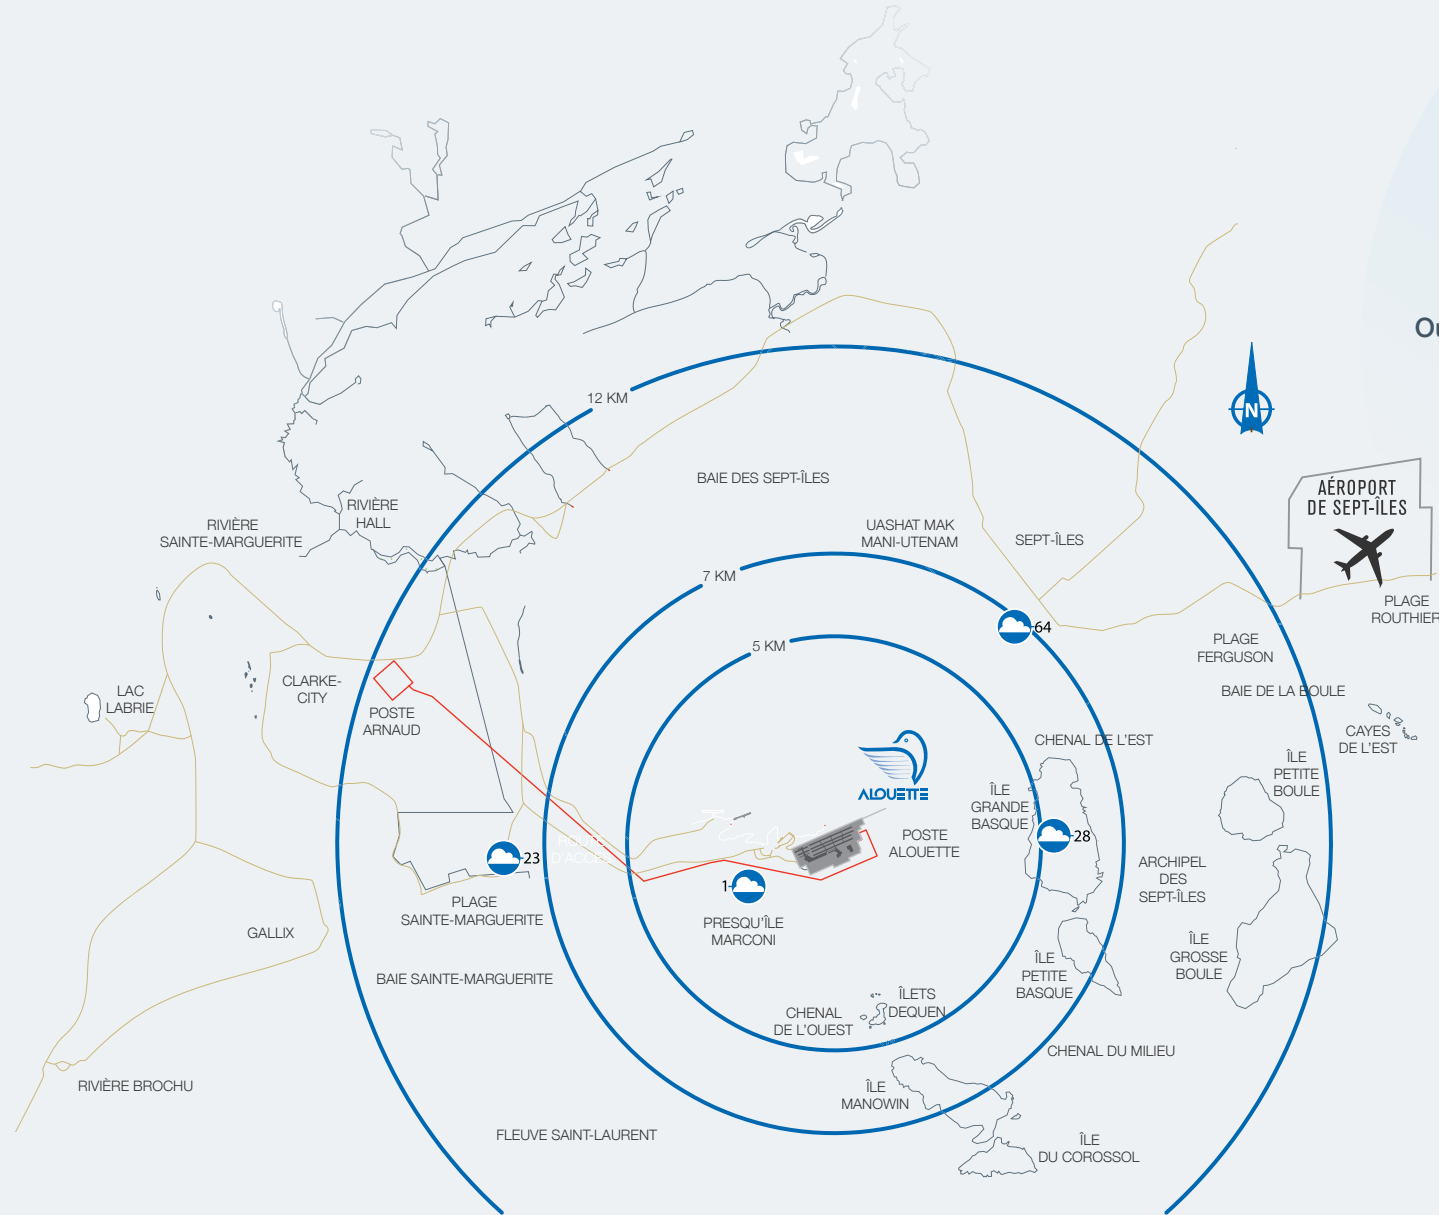 Ou
12 KM
N
BAIE DES SEPT-ÎLES
AÉROPORT
DE SEPT-ÎLES
RIVIÈRE
HALL
RIVIÈRE
SAINTE-MARGUERITE
UASHAT MAK
MANI-UTENAM
SEPT-ÎLES
7 KM
PLAGE
ROUTHIER
64
5 KM
PLAGE
FERGUSON
CLARKE-
CITY
LAC
LABRIE
BAIE DE LA BOULE
POSTE
ARNAUD
CAYES
DE L'EST
CHENAL DE L'EST
ÎLE
PETITE
BOULE
ALOUETTE
ÎLE
GRANDE
BASQUE
POSTE
ALOUETTE
28
ROUTE
D'ACCÈS
23
ARCHIPEL
DES
SEPT-ÎLES
1
PLAGE
SAINTE-MARGUERITE
PRESQU'ÎLE
MARCONI
GALLIX
ÎLE
GROSSE
BOULE
ÎLE
PETITE
BASQUE
BAIE SAINTE-MARGUERITE
ÎLETS
DEQUEN
CHENAL
DE L'OUEST
CHENAL DU MILIEU
RIVIÈRE BROCHU
ÎLE
MANOWIN
FLEUVE SAINT-LAURENT
ÎLE
DU COROSSOL